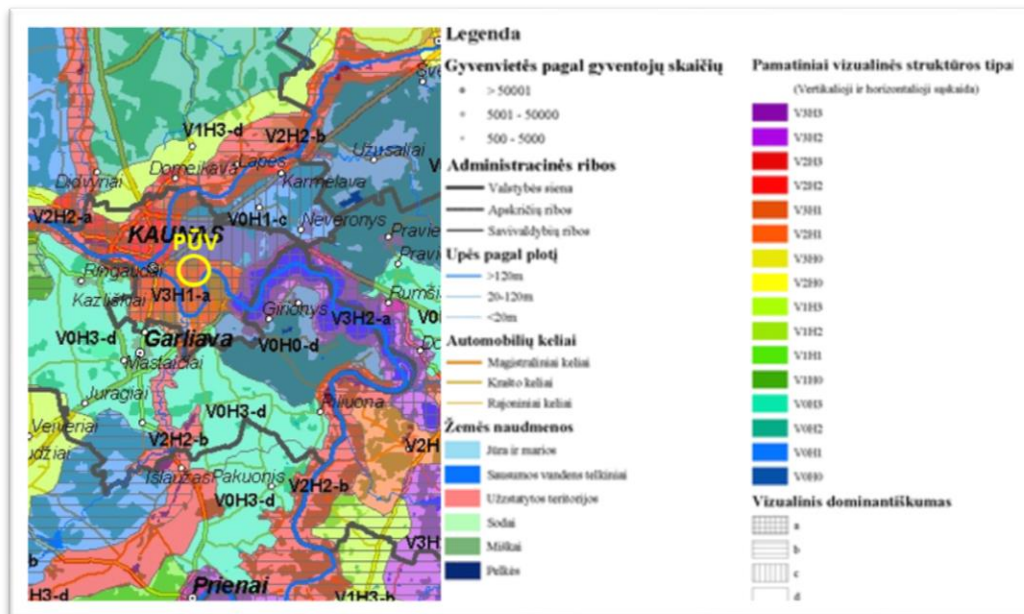 V1H3-d
V2H2-b
Užusaliai
Lapės
Domeikava
Karmėlava
V2H2-a
V0H1-c
Neveronys
KAUNAS
PŪV
Ringaudai
V3H1-a
Girionys
V3H2-a
V0H3-d
Garliava
V0H0-d
Mastaičiai
Juragiai
V0H3-d
Piliuona
Veiveriai
V2H2-b
Išlaužas
Pakuonis
V0H3-d
V2H2-b
Prienai
V1H3-b
H3-d
Legenda
Gyvenvietės pagal gyventojų skaičių
> 50001
5001 - 50000
500 - 5000
Administracinės ribos
Valstybės siena
Apskričių ribos
Savivaldybių ribos
Upės pagal plotį
>120m
20-120m
<20m
Automobilių keliai
Magistraliniai keliai
Krašto keliai
Rajoniniai keliai
Žemės naudmenos
Jūra ir marios
Sausumos vandens telkiniai
Užstatytos teritorijos
Sodai
Miškai
Pelkės
Pamatiniai vizualinės struktūros tipai
(Vertikalioji ir horizontalioji sąskaida)
V3H3
V3H2
V2H3
V2H2
V3H1
V2H1
V3H0
V2H0
V1H3
V1H2
V1H1
V1H0
V0H3
V0H2
V0H1
V0H0
Vizualinis dominantiškumas
a
b
c
d